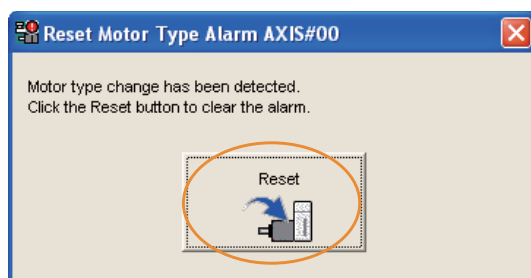 Reset Motor Type Alarm AXIS#00
Motor type change has been detected.
Click the Reset button to clear the alarm.
Reset